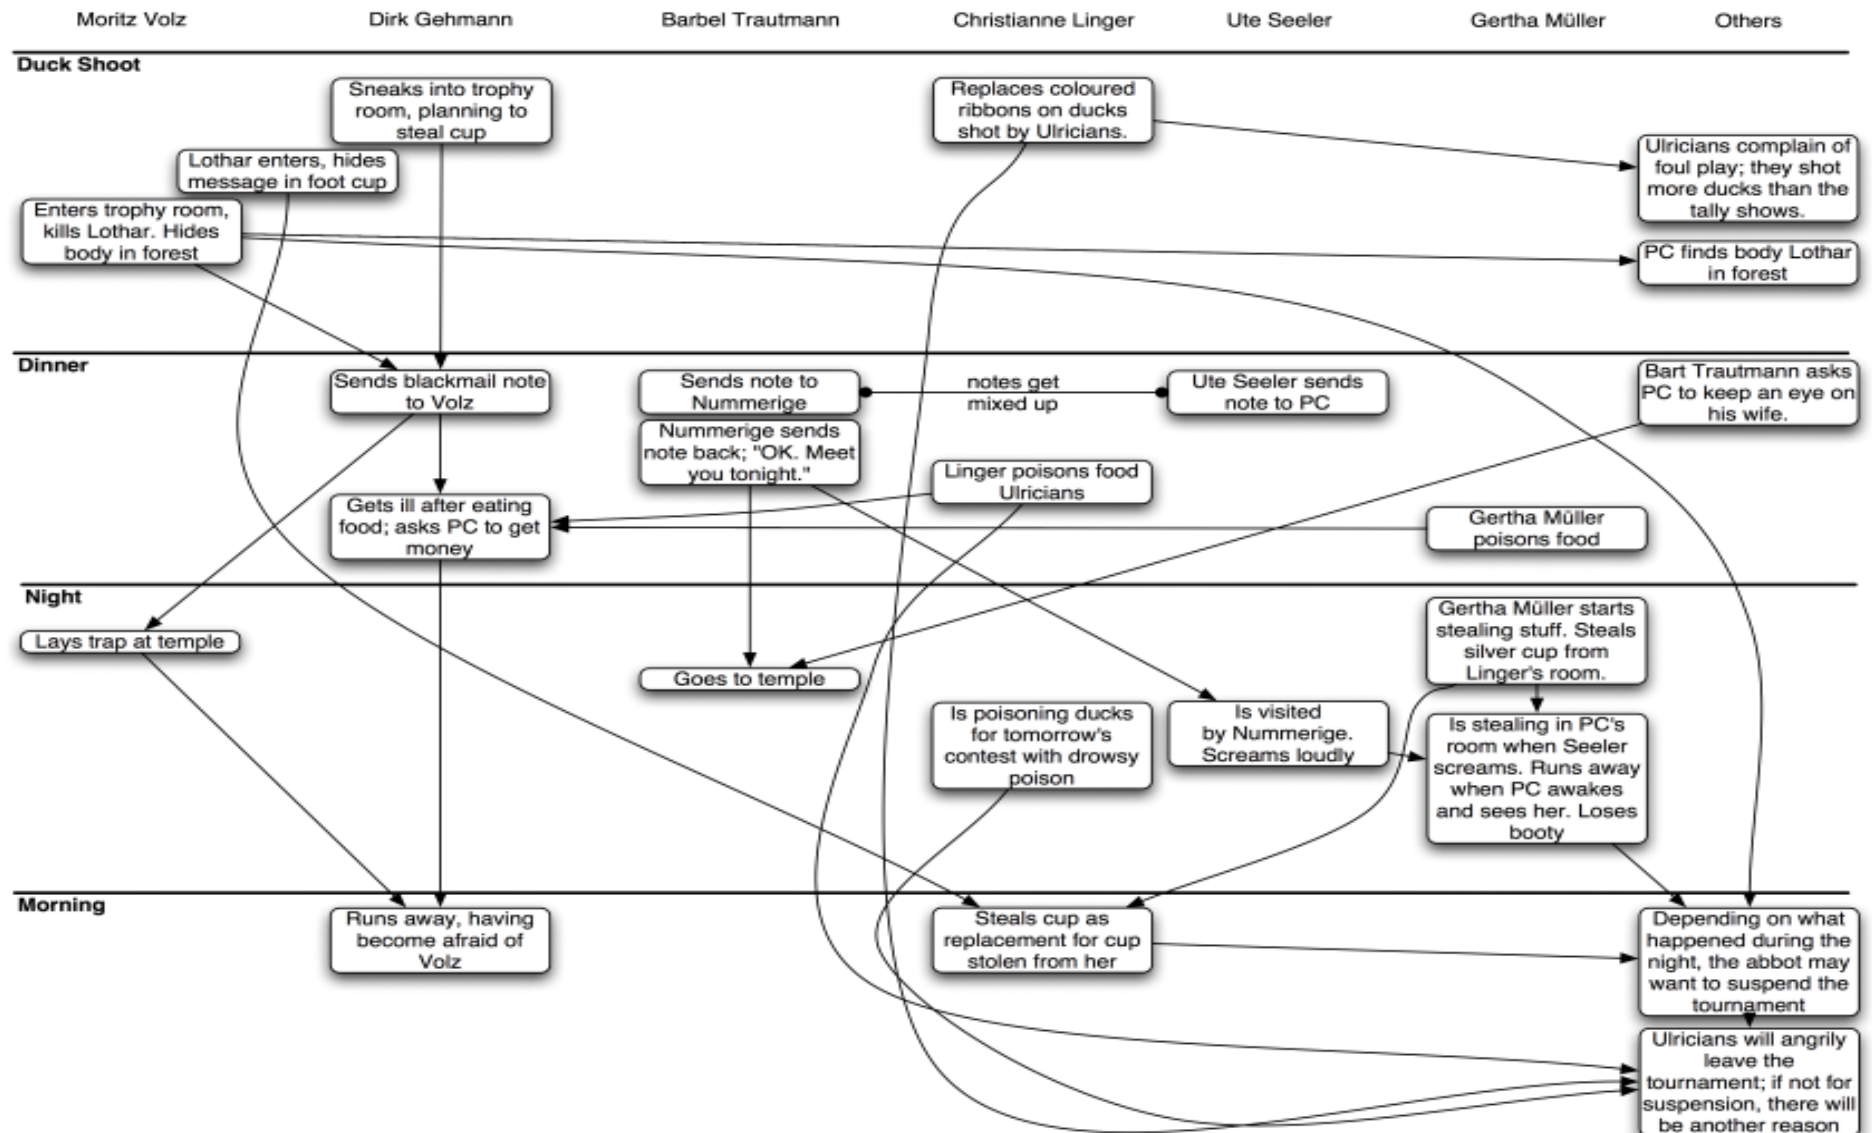 Moritz Volz
Dirk Gehmann
Barbel Trautmann
Christianne Linger
Ute Seeler
Gertha Müller
Others
Duck Shoot
Sneaks into trophy
room, planning to
steal cup
Replaces coloured
ribbons on ducks
shot by Ulricians.
Lothar enters, hides
message in foot cup
Ulricians complain of
foul play; they shot
more ducks than the
tally shows.
Enters trophy room,
kills Lothar. Hides
body in forest
PC finds body Lothar
in forest
Dinner
Sends blackmail note
to Volz
Sends note to
Nummerige
notes get
mixed up
Ute Seeler sends
note to PC
Bart Trautmann asks
PC to keep an eye on
his wife.
Nummerige sends
note back; "OK. Meet
you tonight."
Linger poisons food
Ulricians
Gets ill after eating
food; asks PC to get
money
Gertha Müller
poisons food
Night
Lays trap at temple
Goes to temple
Gertha Müller starts
stealing stuff. Steals
silver cup from
Linger's room.
Is poisoning ducks
for tomorrow's
contest with drowsy
poison
Is visited
by Nummerige.
Screams loudly
Is stealing in PC's
room when Seeler
screams. Runs away
when PC awakes
and sees her. Loses
booty
Morning
Runs away, having
become afraid of
Volz
Steals cup as
replacement for cup
stolen from her
Depending on what
happened during the
night, the abbot may
want to suspend the
tournament
Ulricians will angrily
leave the
tournament; if not for
suspension, there will
be another reason